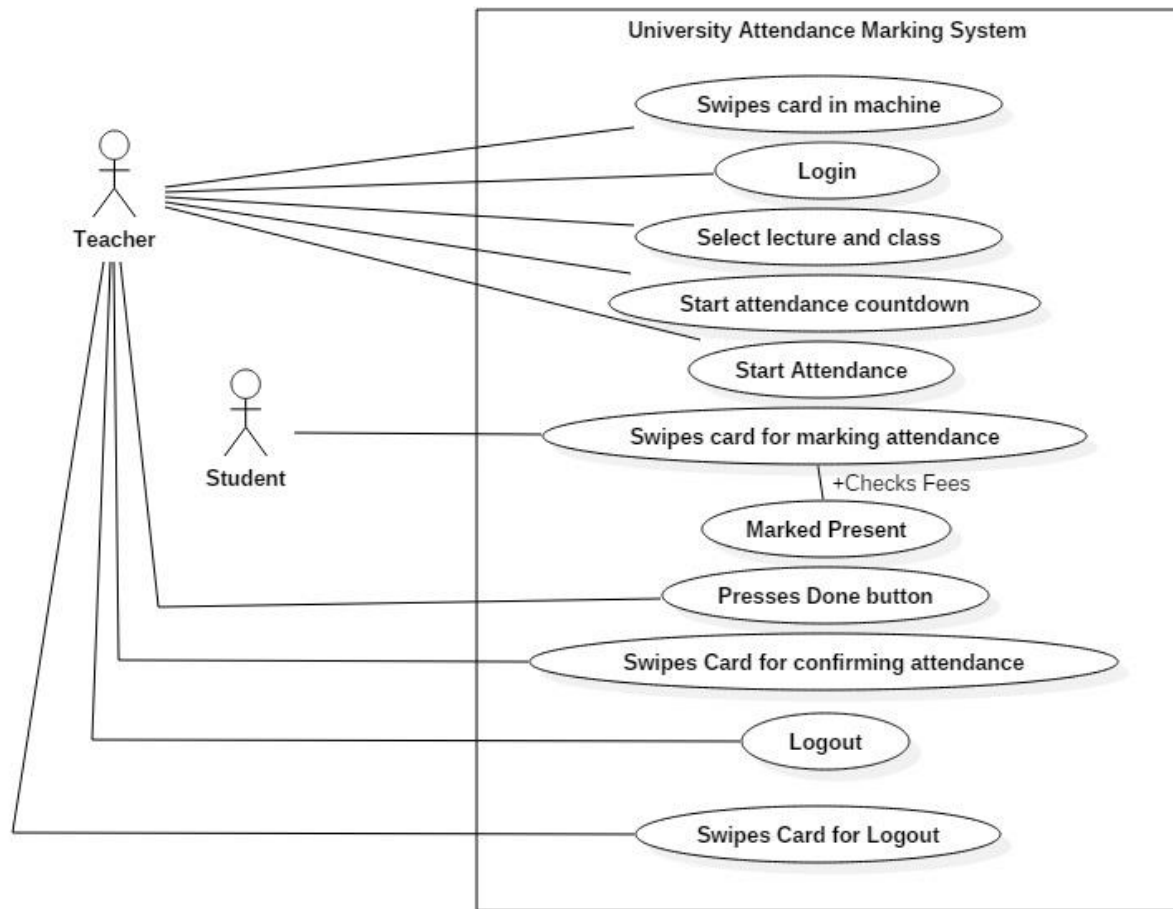 University Attendance Marking System
Swipes card in machine
Login
Teacher
Select lecture and class
Start attendance countdown
Start Attendance
Swipes card for marking attendance
Student
+Checks Fees
Marked Present
Presses Done button
Swipes Card for confirming attendance
Logout
Swipes Card for Logout